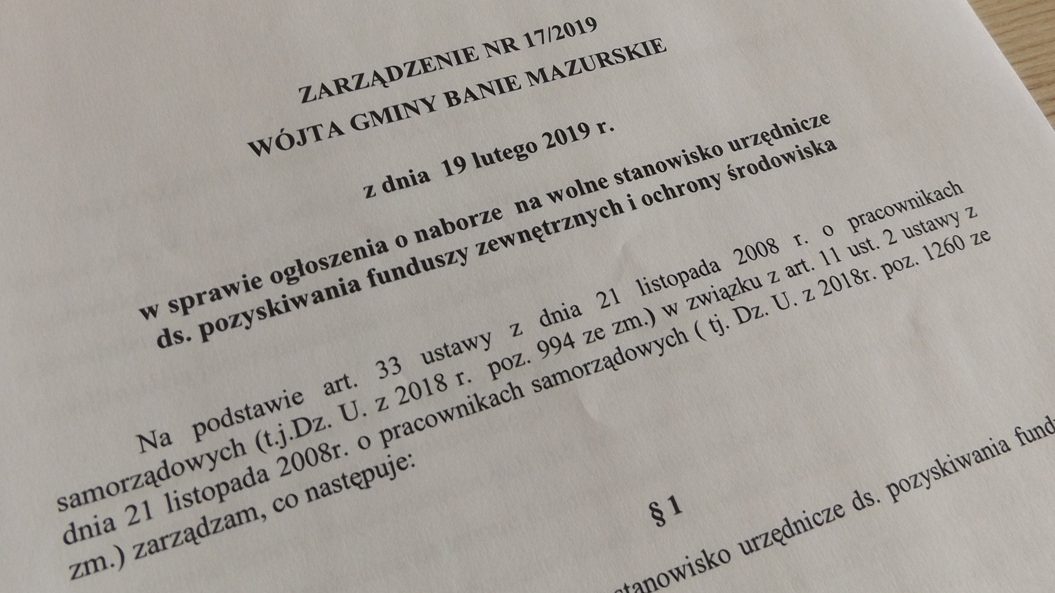 ZARZĄDZENIE NR 17/2019
WÓJTA GMINY BANIE MAZURSKIE
z dnia 19 lutego 2019 r.
w sprawie ogłoszenia o naborze na wolne stanowisko urzędnicze
ds. pozyskiwania funduszy zewnętrznych i ochrony środowiska
Na podstawie art. 33 ustawy z dnia 21 listopada 2008 r. o pracownikach
samorządowych (t.j.Dz. U. z 2018 r. poz. 994 ze zm.) w związku z art. 11 ust. 2 ustawy z
dnia 21 listopada 2008r. o pracownikach samorządowych ( tj. Dz. U. z 2018r. poz. 1260 ze
zm.) zarządzam, co następuje:
§ 1
stanowisko urzędnicze ds. pozyskiwania fund